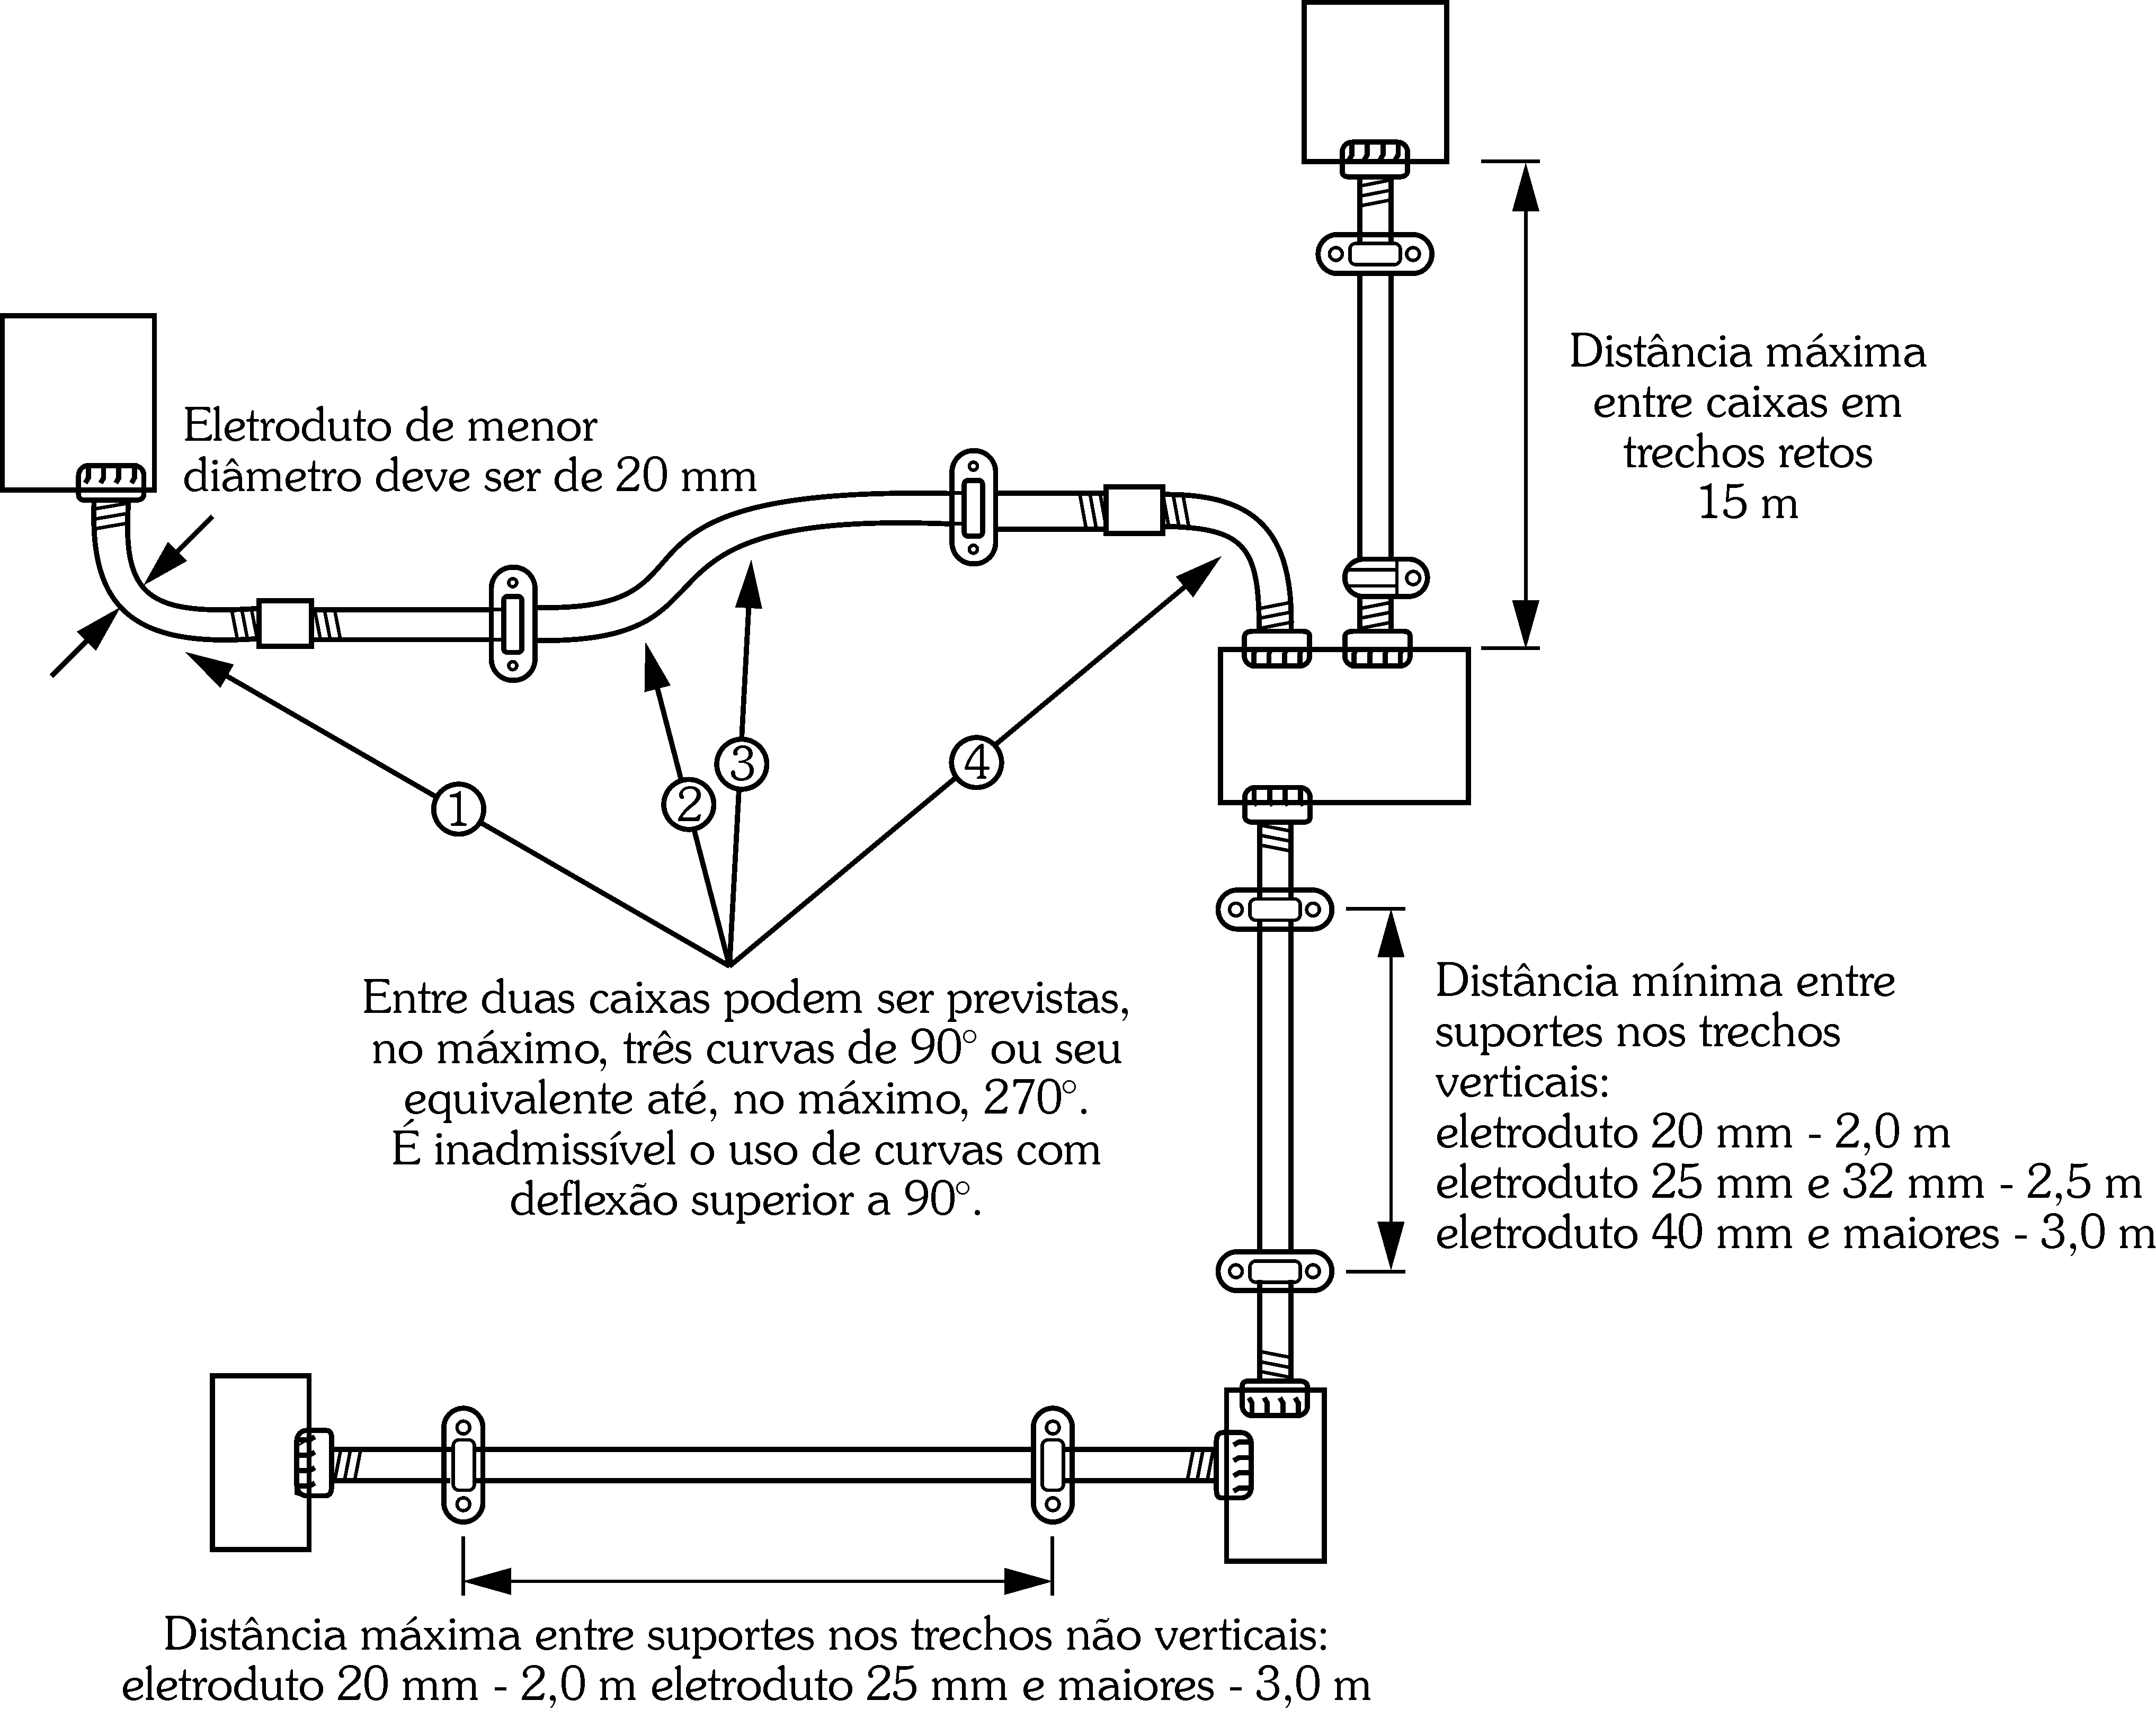 Distância máxima
entre caixas em
trechos retos
15 m
Eletroduto de menor
diâmetro deve ser de 20 mm
1
2
3
4
Entre duas caixas podem ser previstas,
no máximo, três curvas de 90° ou seu
equivalente até, no máximo, 270°.
É inadmissível o uso de curvas com
deflexão superior a 90°.
Distância mínima entre
suportes nos trechos
verticais:
eletroduto 20 mm - 2,0 m
eletroduto 25 mm e 32 mm - 2,5 m
eletroduto 40 mm e maiores - 3,0 m
Distância máxima entre suportes nos trechos não verticais:
eletroduto 20 mm - 2,0 m eletroduto 25 mm e maiores - 3,0 m